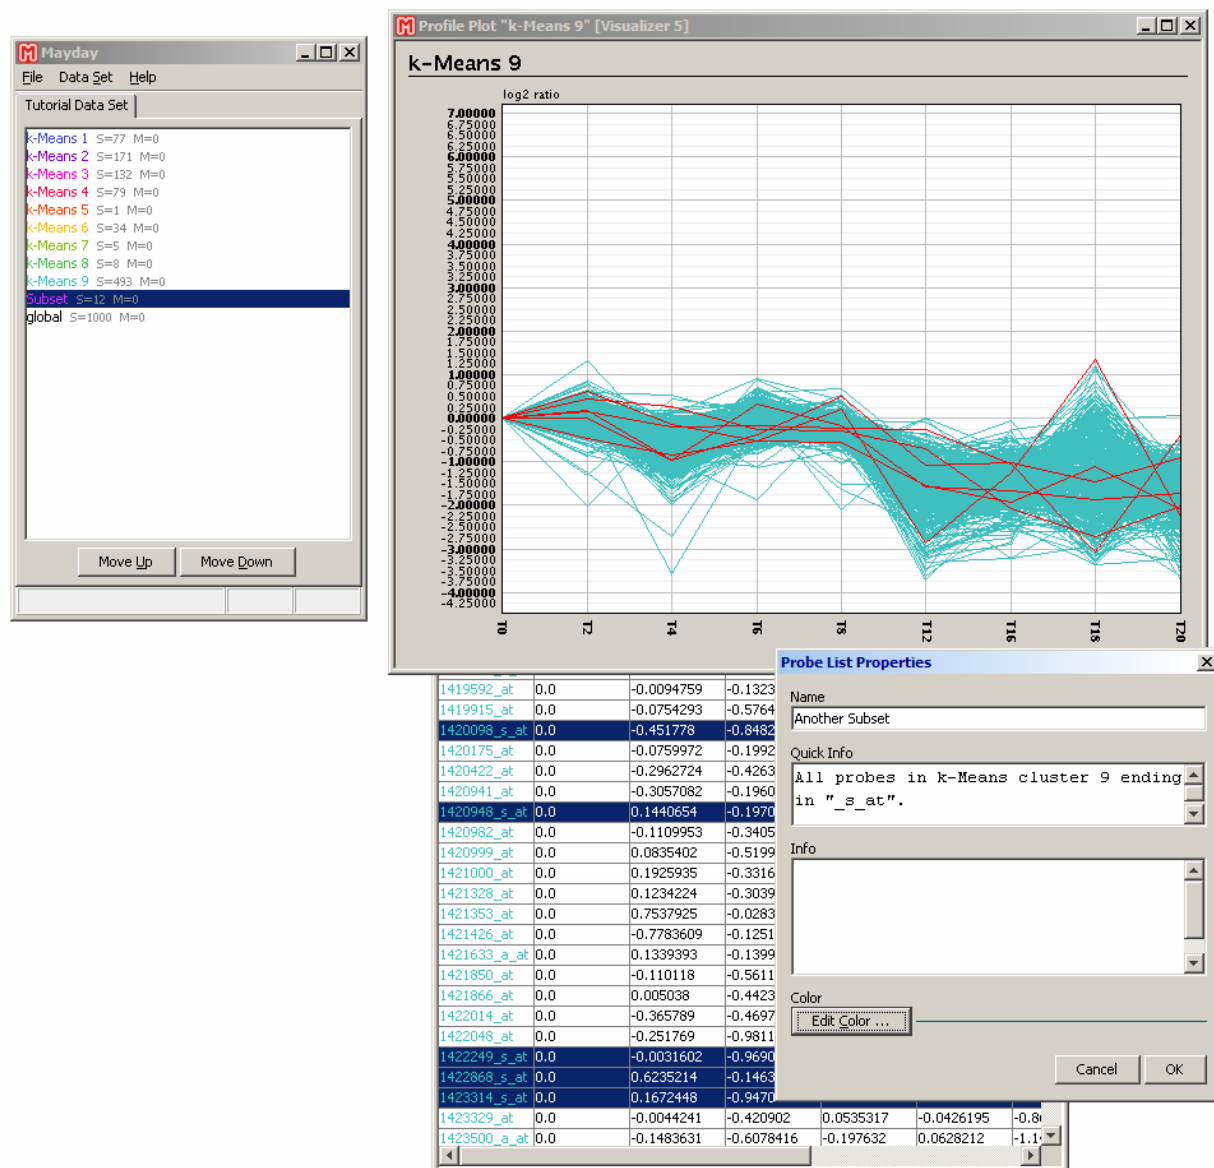 Mayday
File Data Set Help
Tutorial Data Set
k-Means 1 S=77 M=0
k-Means 2 S=171 M=0
k-Means 3 S=132 M=0
k-Means 4 S=79 M=0
k-Means 5 S=1 M=0
k-Means 6 S=34 M=0
k-Means 7 S=5 M=0
k-Means 8 S=8 M=0
k-Means 9 S=493 M=0
Subset S=12 M=0
global S=1000 M=0
Move Up Move Down
Profile Plot "k-Means 9" [Visualizer 5]
k-Means 9
log2 ratio
7.00000
6.75000
6.50000
6.25000
6.00000
5.75000
5.50000
5.25000
5.00000
4.75000
4.50000
4.25000
4.00000
3.75000
3.50000
3.25000
3.00000
2.75000
2.50000
2.25000
2.00000
1.75000
1.50000
1.25000
1.00000
0.75000
0.50000
0.25000
0.00000
-0.25000
-0.50000
-0.75000
-1.00000
-1.25000
-1.50000
-1.75000
-2.00000
-2.25000
-2.50000
-2.75000
-3.00000
-3.25000
-3.50000
-3.75000
-4.00000
-4.25000
T0 T2 T4 T6 T8 T12 T16 T18 T20
1419592_at 0.0 -0.0094759 -0.1323
1419915_at 0.0 -0.0754293 -0.5764
1420098_s_at 0.0 -0.451778 -0.8482
1420175_at 0.0 -0.0759972 -0.1992
1420422_at 0.0 -0.2962724 -0.4263
1420941_at 0.0 -0.3057082 -0.1960
1420948_s_at 0.0 0.1440654 -0.1970
1420982_at 0.0 -0.1109953 -0.3405
1420999_at 0.0 0.0835402 -0.5199
1421000_at 0.0 0.1925935 -0.3316
1421328_at 0.0 0.1234224 -0.3039
1421353_at 0.0 0.7537925 -0.0283
1421426_at 0.0 -0.7783609 -0.1251
1421633_a_at 0.0 0.1339393 -0.1399
1421850_at 0.0 -0.110118 -0.5611
1421866_at 0.0 0.005038 -0.4423
1422014_at 0.0 -0.365789 -0.4697
1422048_at 0.0 -0.251769 -0.9811
1422249_s_at 0.0 -0.0031602 -0.9690
1422868_s_at 0.0 0.6235214 -0.1463
1423314_s_at 0.0 0.1672448 -0.9470
1423329_at 0.0 -0.0044241 -0.420902 0.0535317 -0.0426195
1423500_a_at 0.0 -0.1483631 -0.6078416 -0.197632 0.0628212
Probe List Properties
Name
Another Subset
Quick Info
All probes in k-Means cluster 9 ending
in "_s_at".
Info
Color
Edit Color ...
Cancel OK